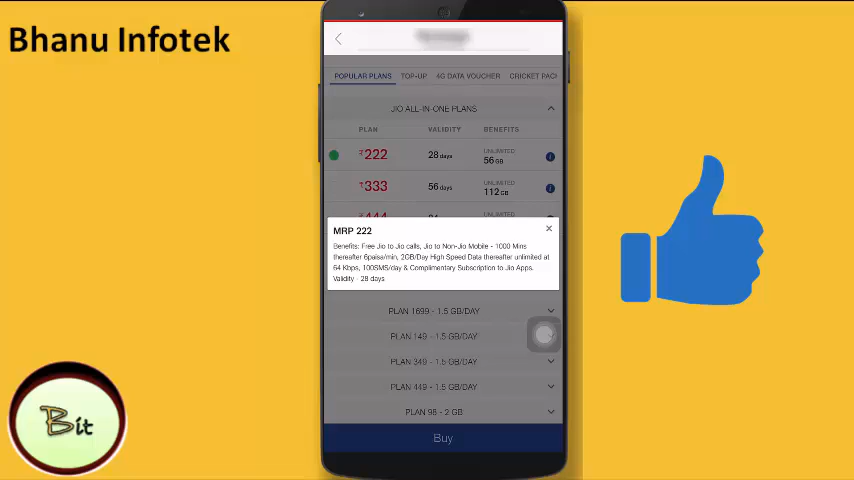 Bhanu Infotek
POPULAR PLANS TOP-UP 4G DATA VOUCHER CRICKET PACK
JIO ALL-IN-ONE PLANS
PLAN VALIDITY BENEFITS
₹222 28 days UNLIMITED 56 GB i
₹333 56 days UNLIMITED 112 GB i
MRP 222 ×
Benefits: Free Jio to Jio calls, Jio to Non-Jio Mobile - 1000 Mins
thereafter 6paisa/min, 2GB/Day High Speed Data thereafter unlimited at
64 Kbps, 100SMS/day & Complimentary Subscription to Jio Apps.
Validity - 28 days
PLAN 1699 - 1.5 GB/DAY
PLAN 149 - 1.5 GB/DAY
PLAN 349 - 1.5 GB/DAY
PLAN 449 - 1.5 GB/DAY
PLAN 98 - 2 GB
Buy
Bit